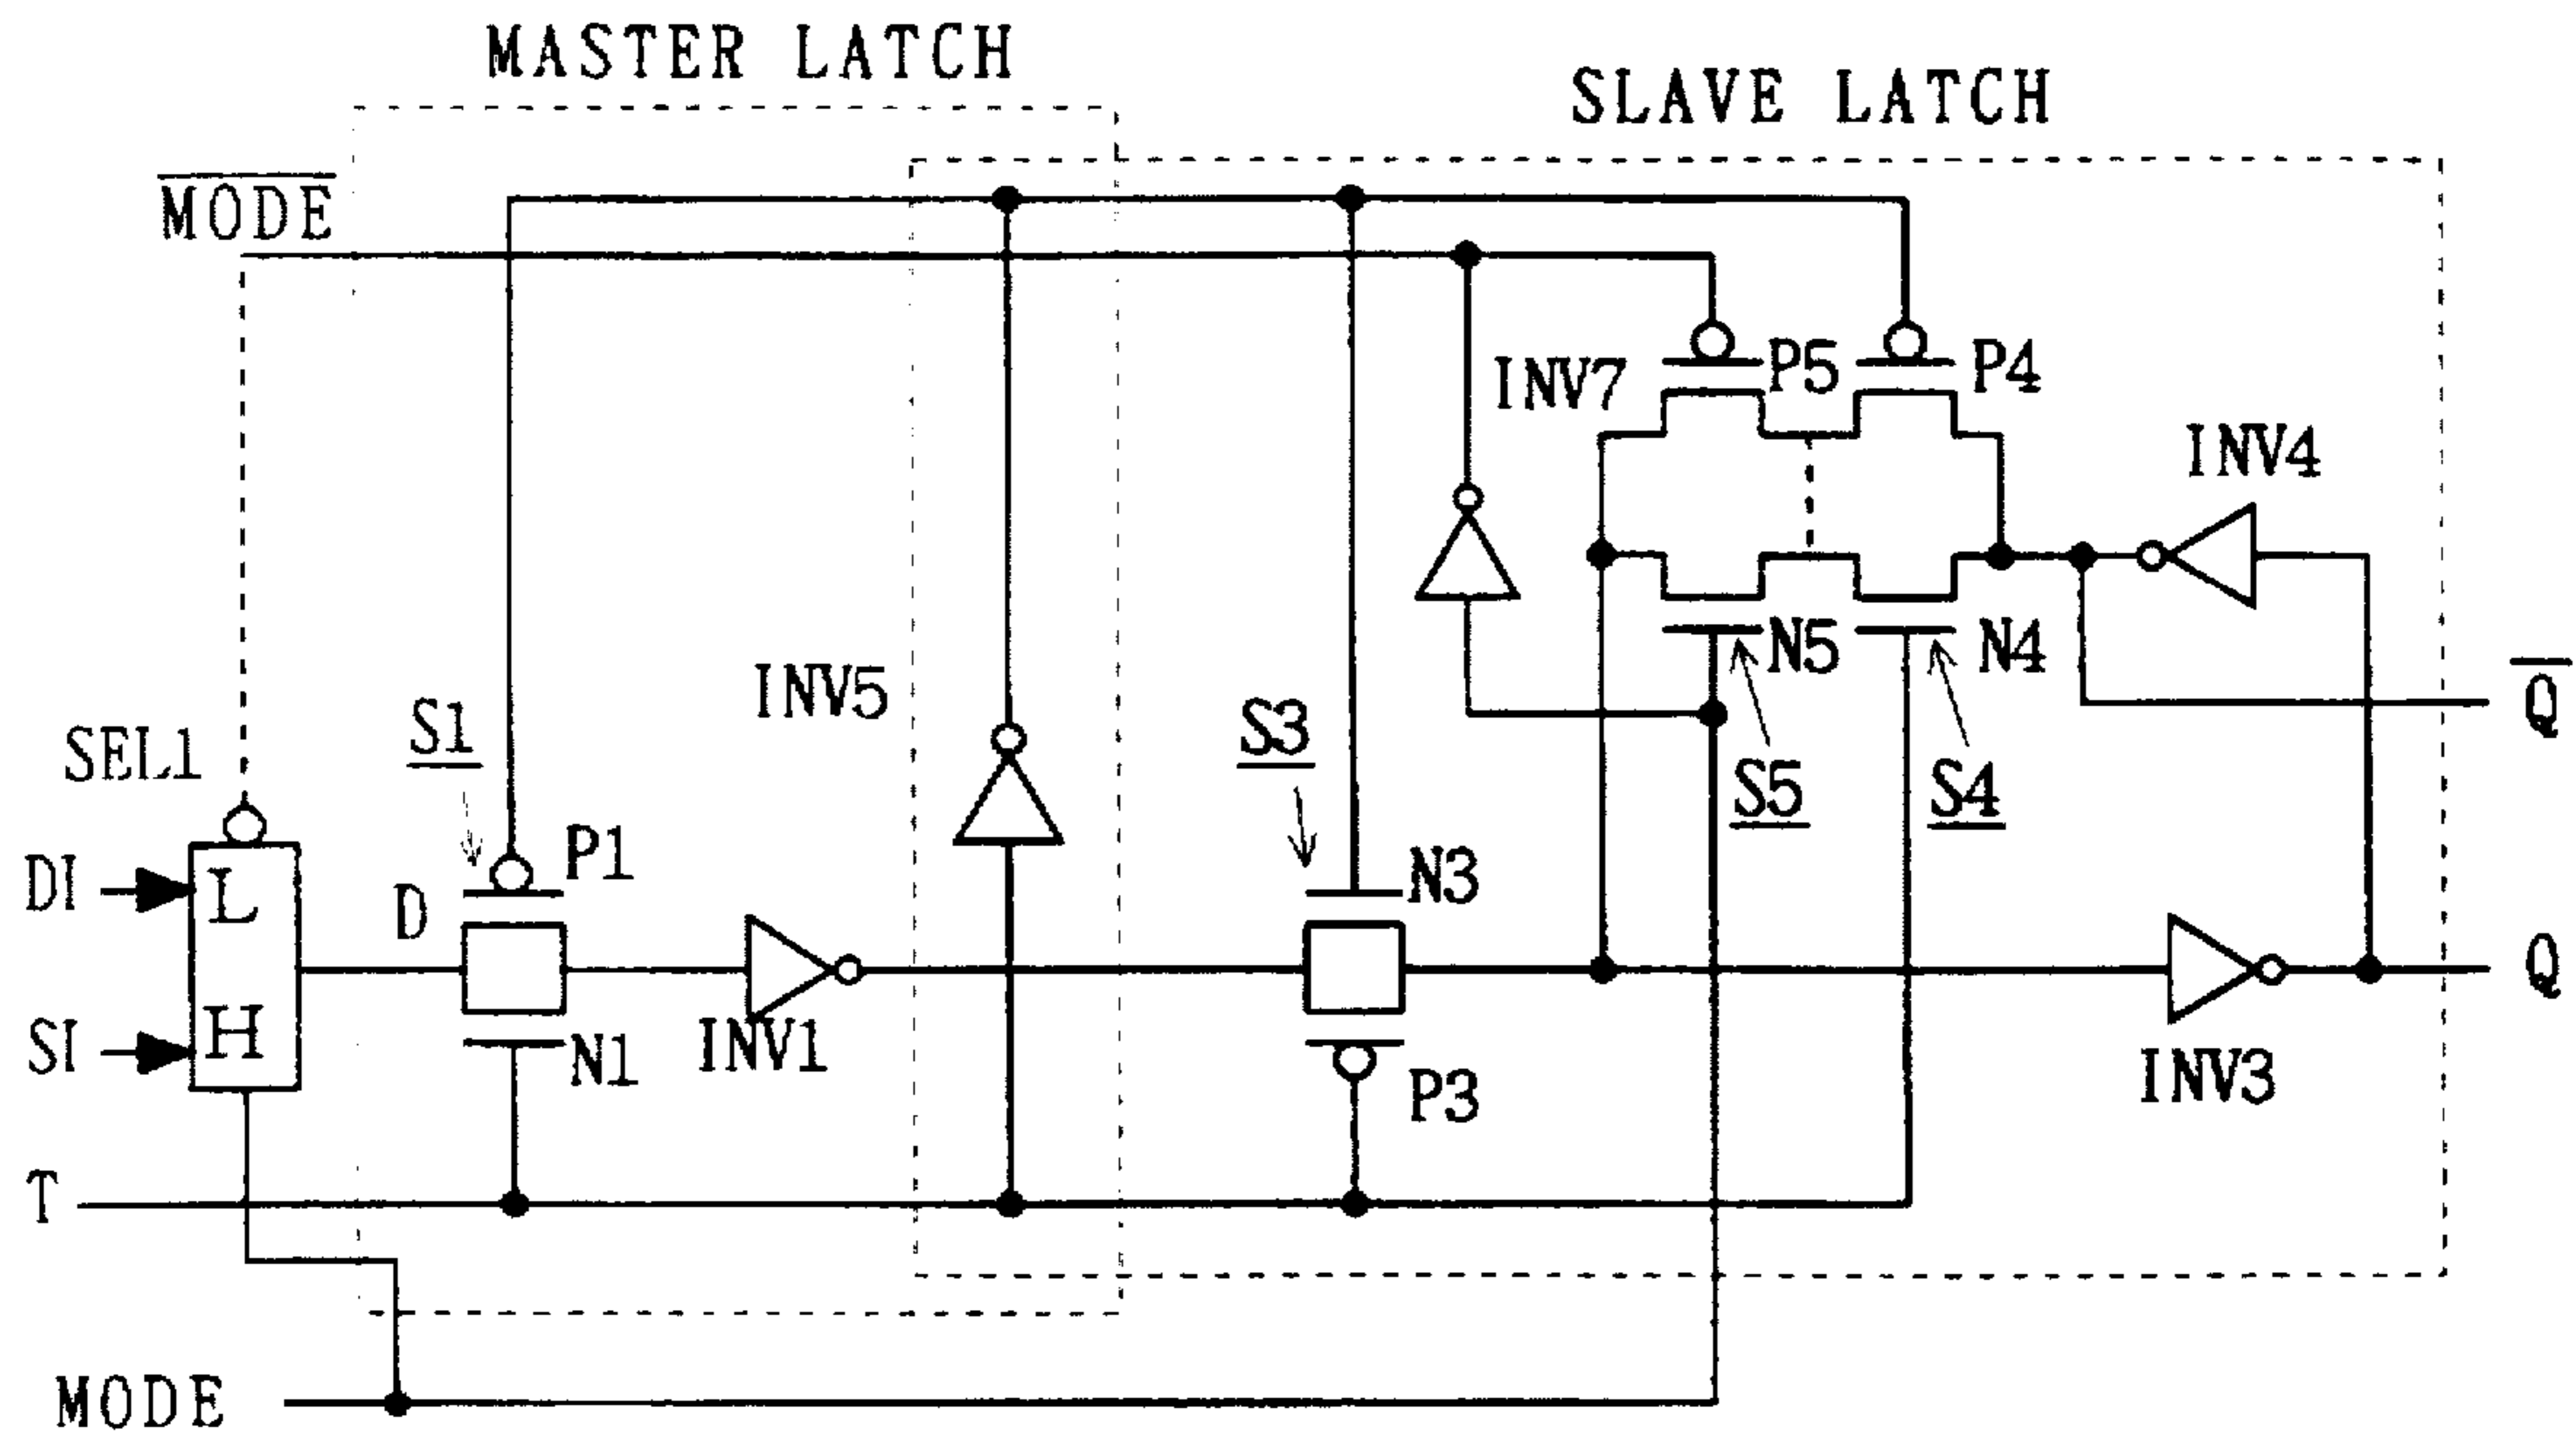 MASTER LATCH
SLAVE LATCH
MODE
INV7
P5
P4
INV4
N5
N4
INV5
Q
SEL1
S1
S3
S5
S4
P1
DI
L
D
N3
Q
SI
H
INV1
N1
P3
INV3
T
MODE